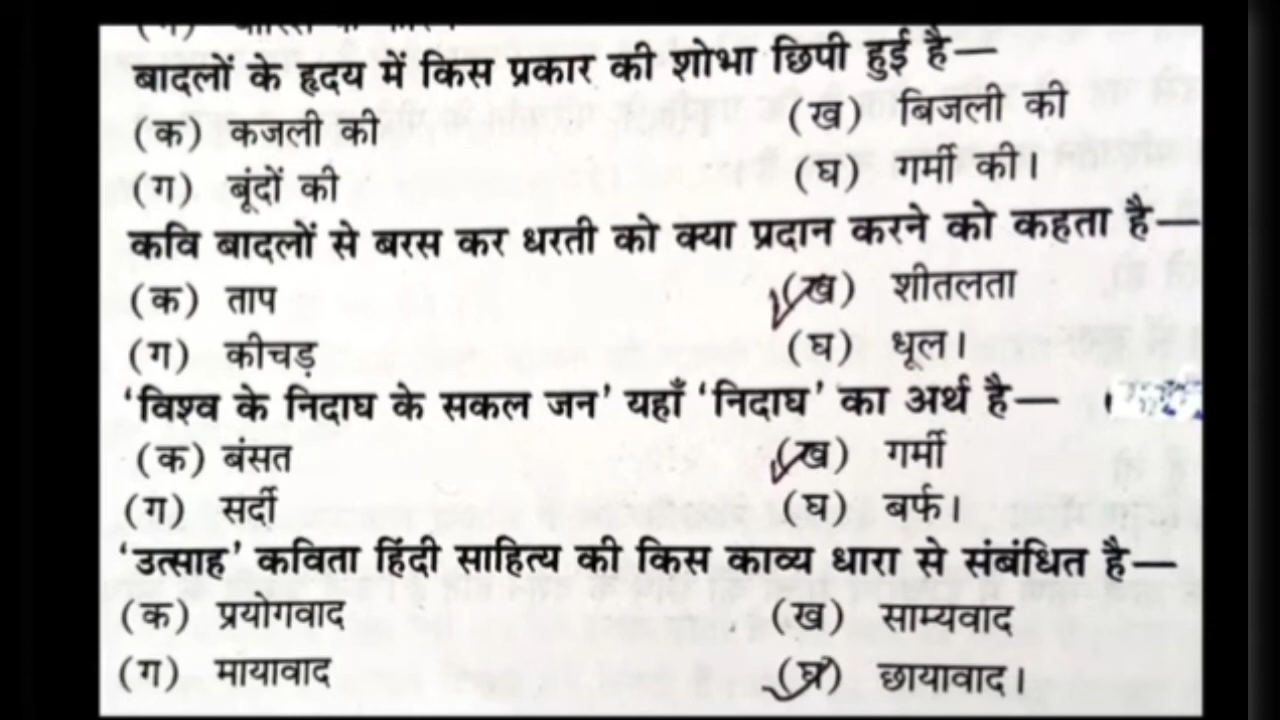 बादलों के हृदय में किस प्रकार की शोभा छिपी हुई है—
(क) कजली की (ख) बिजली की
(ग) बूंदों की (घ) गर्मी की।
कवि बादलों से बरस कर धरती को क्या प्रदान करने को कहता है—
(क) ताप (ख) शीतलता
(ग) कीचड़ (घ) धूल।
‘विश्व के निदाघ के सकल जन’ यहाँ ‘निदाघ’ का अर्थ है—
(क) बंसत (ख) गर्मी
(ग) सर्दी (घ) बर्फ।
‘उत्साह’ कविता हिंदी साहित्य की किस काव्य धारा से संबंधित है—
(क) प्रयोगवाद (ख) साम्यवाद
(ग) मायावाद (घ) छायावाद।